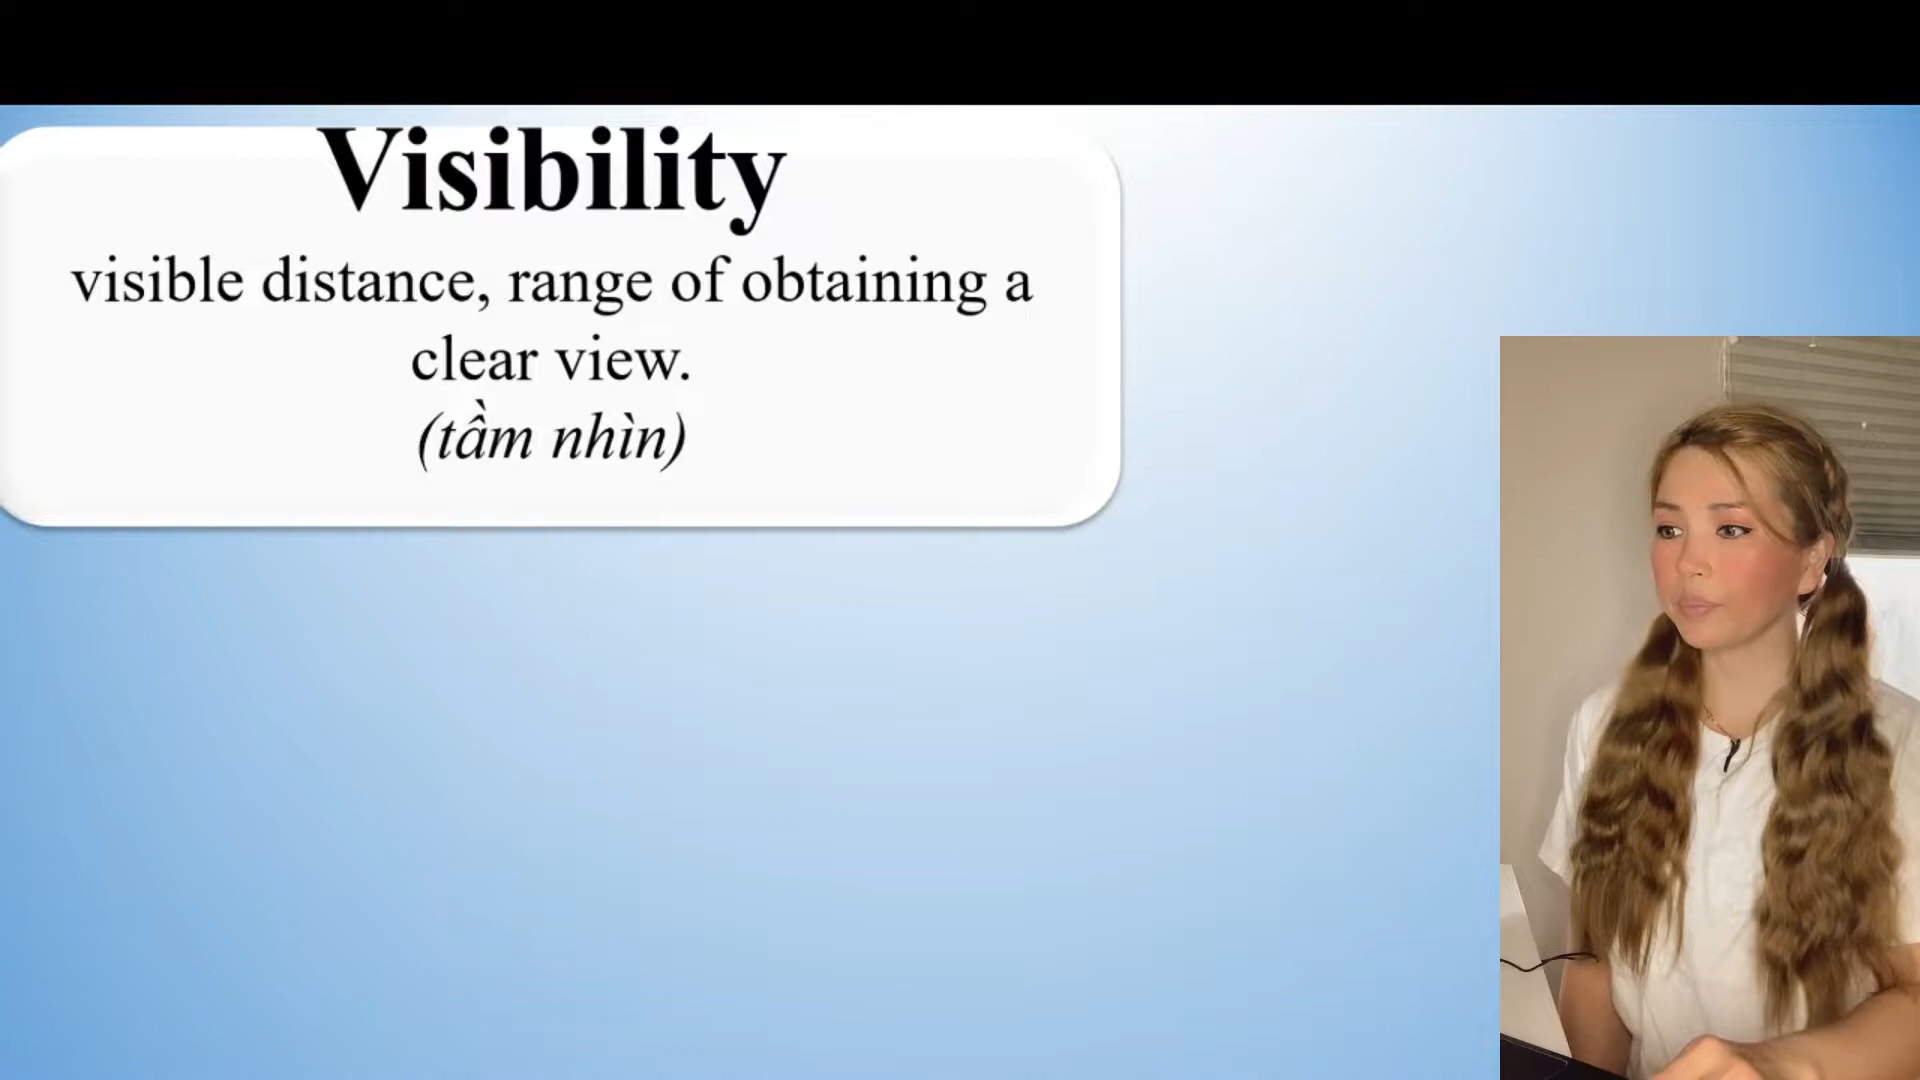 Visibility
visible distance, range of obtaining a
clear view.
(tầm nhìn)